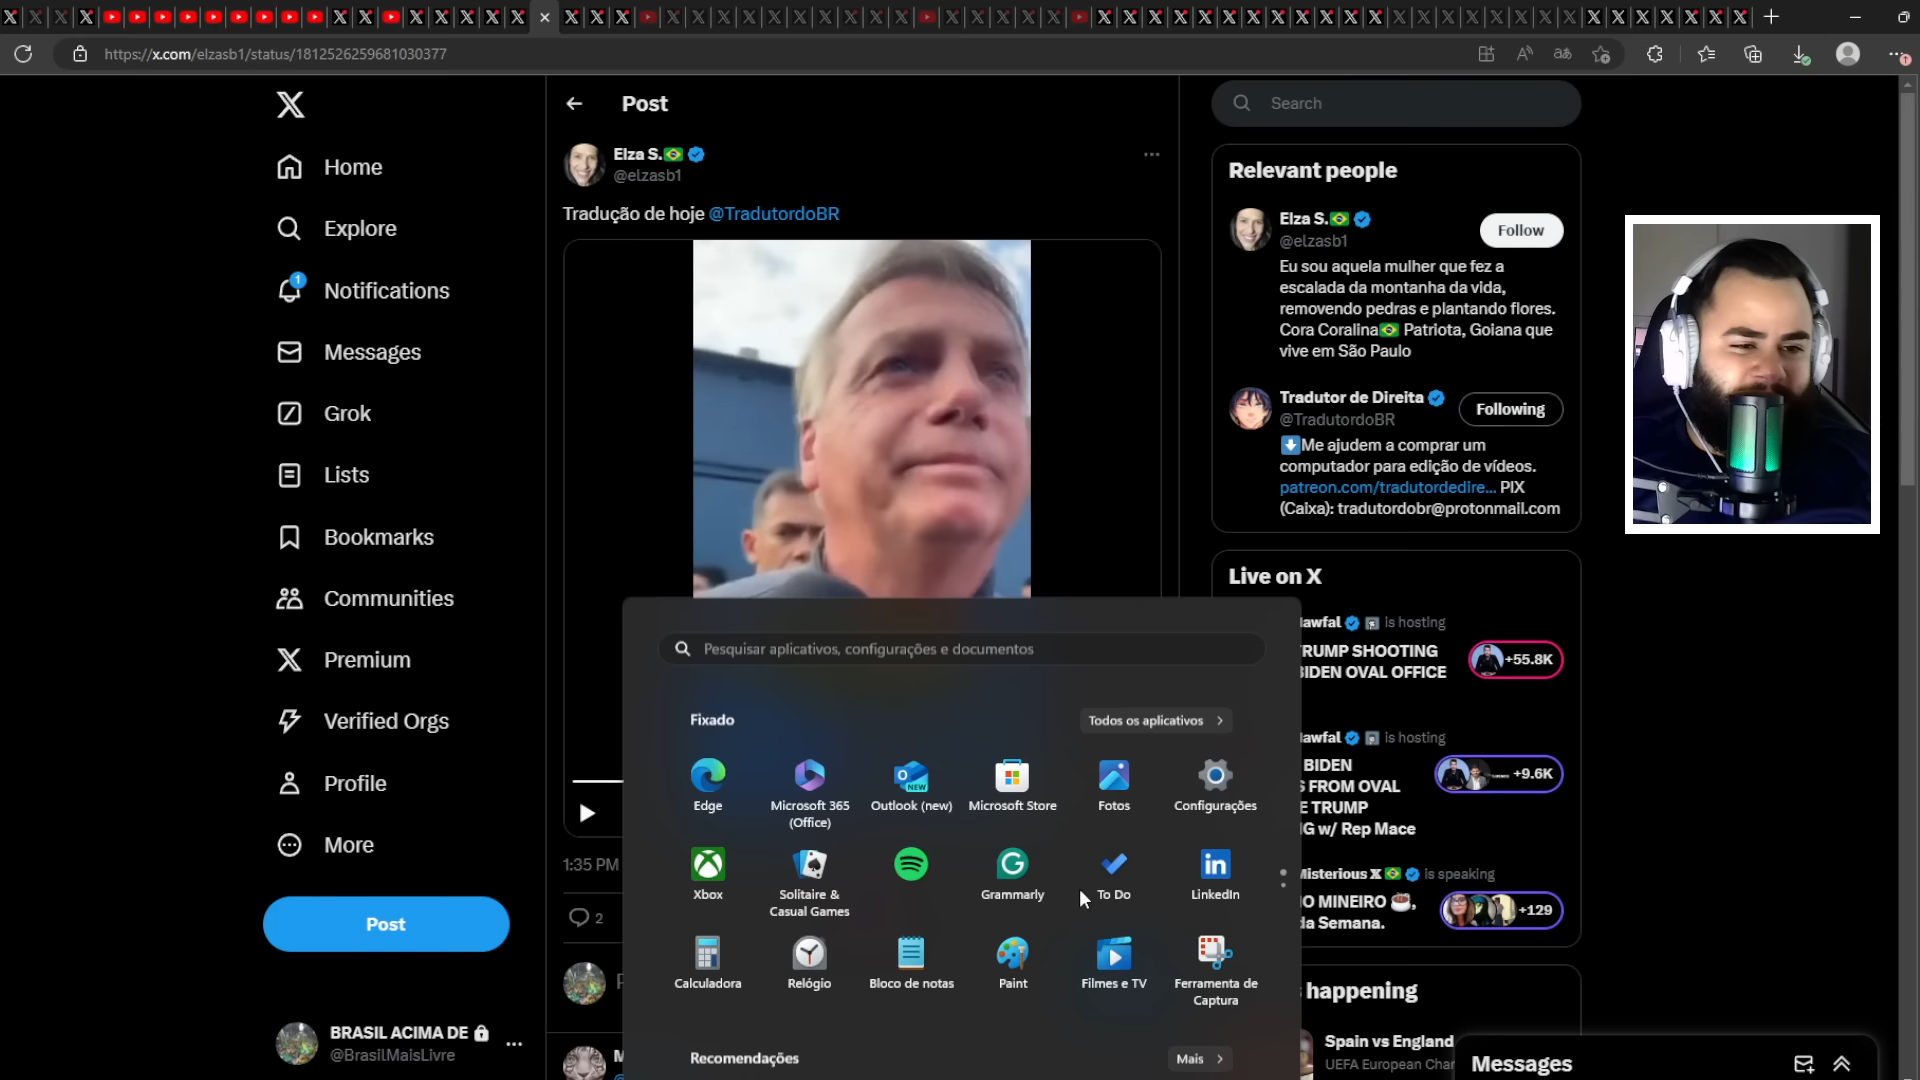 https://x.com/elzasb1/status/1812526259681030377
Home
Explore
1
Notifications
Messages
Grok
Lists
Bookmarks
Communities
Premium
Verified Orgs
Profile
More
Post
BRASIL ACIMA DE
@BrasilMaisLivre
Post
Elza S.
@elzasb1
Tradução de hoje @TradutordoBR
1:35 PM
2
Pesquisar aplicativos, configurações e documentos
Fixado
Todos os aplicativos
Edge
Microsoft 365
(Office)
Outlook (new)
Microsoft Store
Fotos
Configurações
Xbox
Solitaire &
Casual Games
Grammarly
To Do
LinkedIn
Calculadora
Relógio
Bloco de notas
Paint
Filmes e TV
Ferramenta de
Captura
Recomendações
Mais
Search
Relevant people
Elza S.
@elzasb1
Follow
Eu sou aquela mulher que fez a
escalada da montanha da vida,
removendo pedras e plantando flores.
Cora Coralina Patriota, Goiana que
vive em São Paulo
Tradutor de Direita
@TradutordoBR
Following
Me ajudem a comprar um
computador para edição de vídeos.
patreon.com/tradutordedire... PIX
(Caixa): tradutordobr@protonmail.com
Live on X
awfal is hosting
RUMP SHOOTING
IDEN OVAL OFFICE
+55.8K
awfal is hosting
BIDEN
S FROM OVAL
E TRUMP
G w/ Rep Mace
+9.6K
Misterious X is speaking
O MINEIRO ,
da Semana.
+129
happening
Spain vs England
UEFA European Cha
Messages